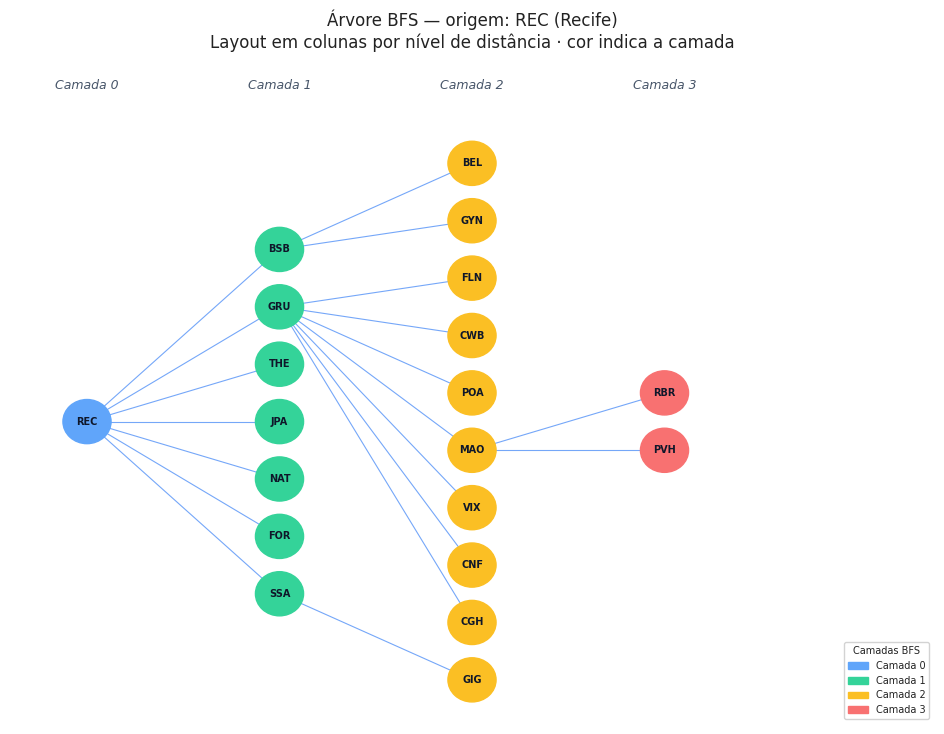 Árvore BFS — origem: REC (Recife)
Layout em colunas por nível de distância · cor indica a camada
Camada 0
Camada 1
Camada 2
Camada 3
REC
BSB
GRU
THE
JPA
NAT
FOR
SSA
BEL
GYN
FLN
CWB
POA
MAO
VIX
CNF
CGH
GIG
RBR
PVH
Camadas BFS
Camada 0
Camada 1
Camada 2
Camada 3